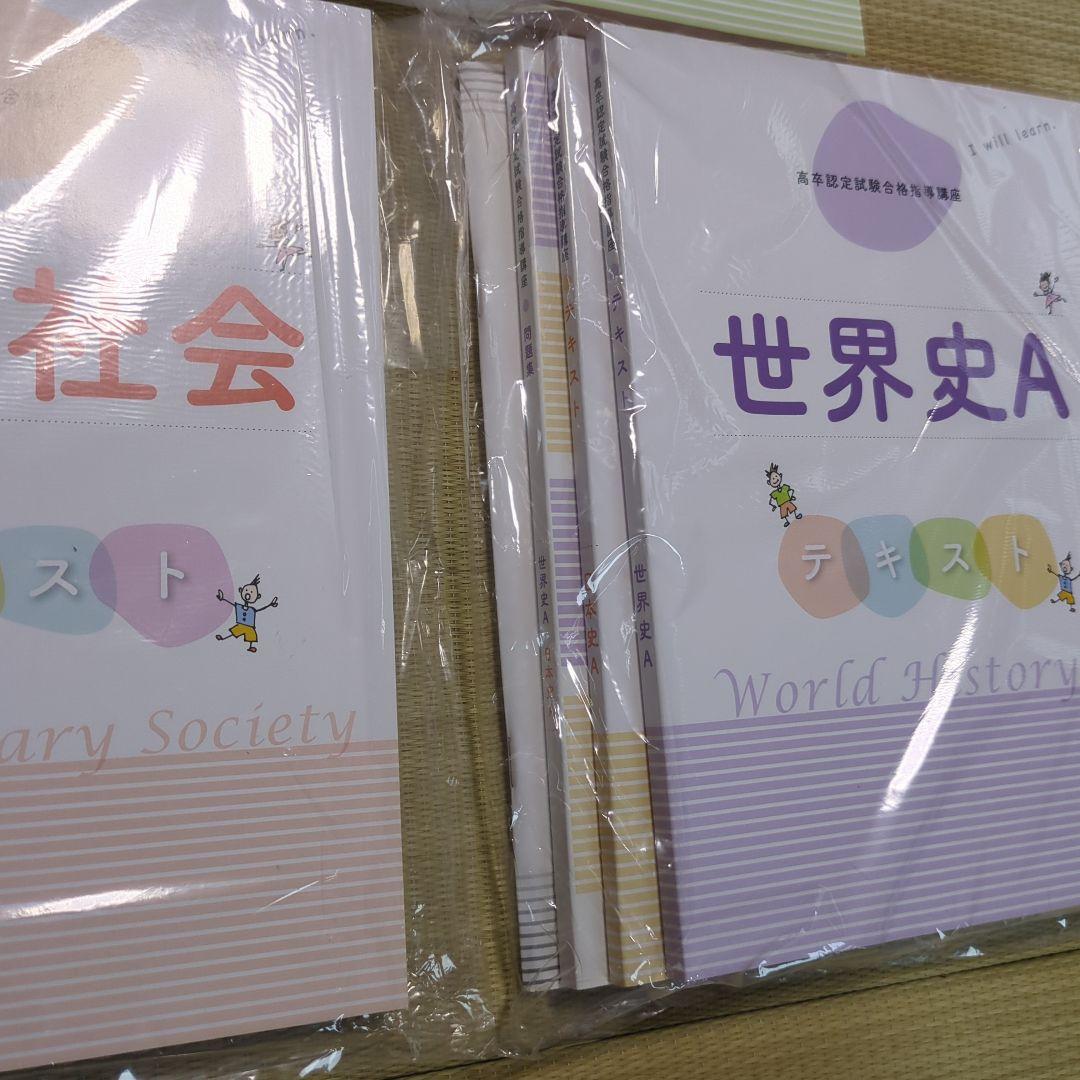 社会
スト
ary Society
高卒認定試験合格指導講座 問題集 世界史A 日本史
テキスト 日本史A
高卒認定試験合格指導講座 テキスト 世界史A
I will learn.
高卒認定試験合格指導講座
世界史A
テキスト
World History